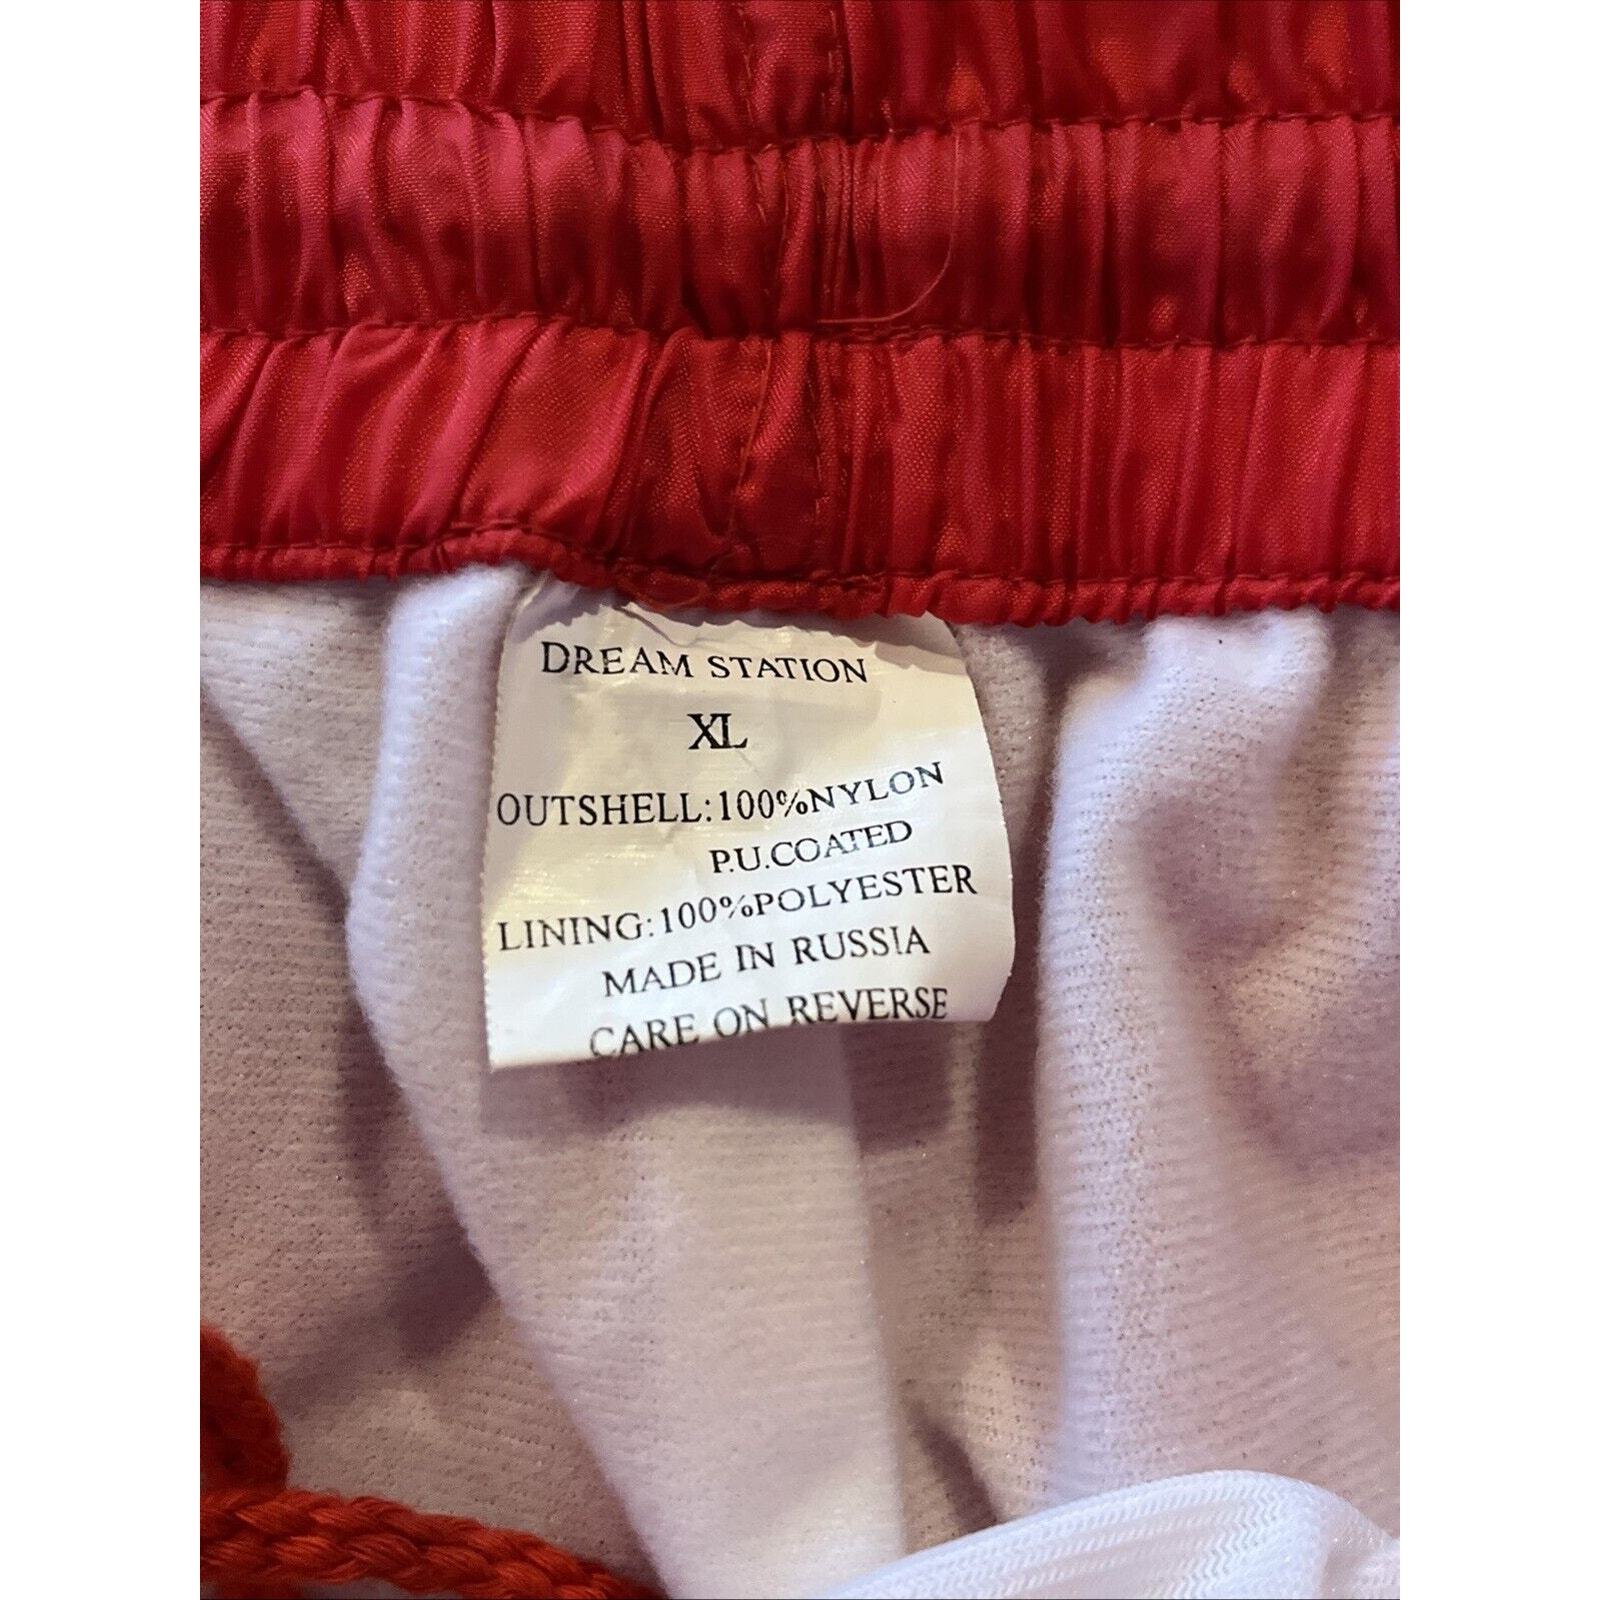 DREAM STATION
XL
OUTSHELL:100%NYLON
P.U.COATED
LINING:100%POLYESTER
MADE IN RUSSIA
CARE ON REVERSE